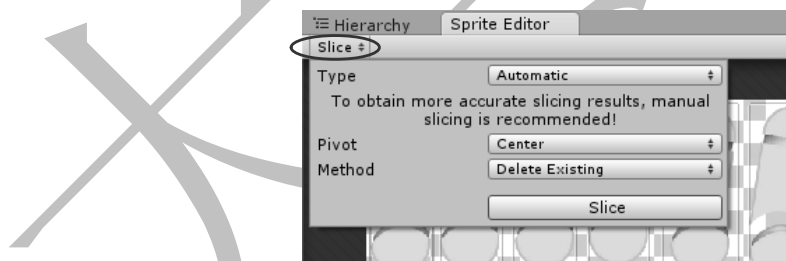 Hierarchy Sprite Editor
Slice
Type Automatic
To obtain more accurate slicing results, manual
slicing is recommended!
Pivot Center
Method Delete Existing
Slice